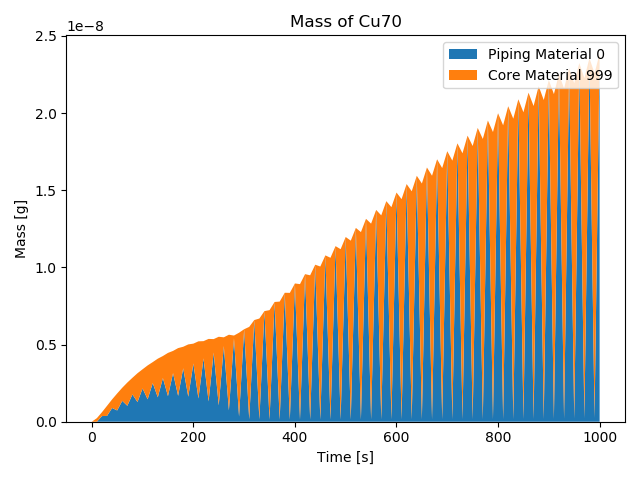 Mass of Cu70
1e−8
Piping Material 0
Core Material 999
2.5
2.0
1.5
1.0
0.5
0.0
Mass [g]
0
200
400
600
800
1000
Time [s]